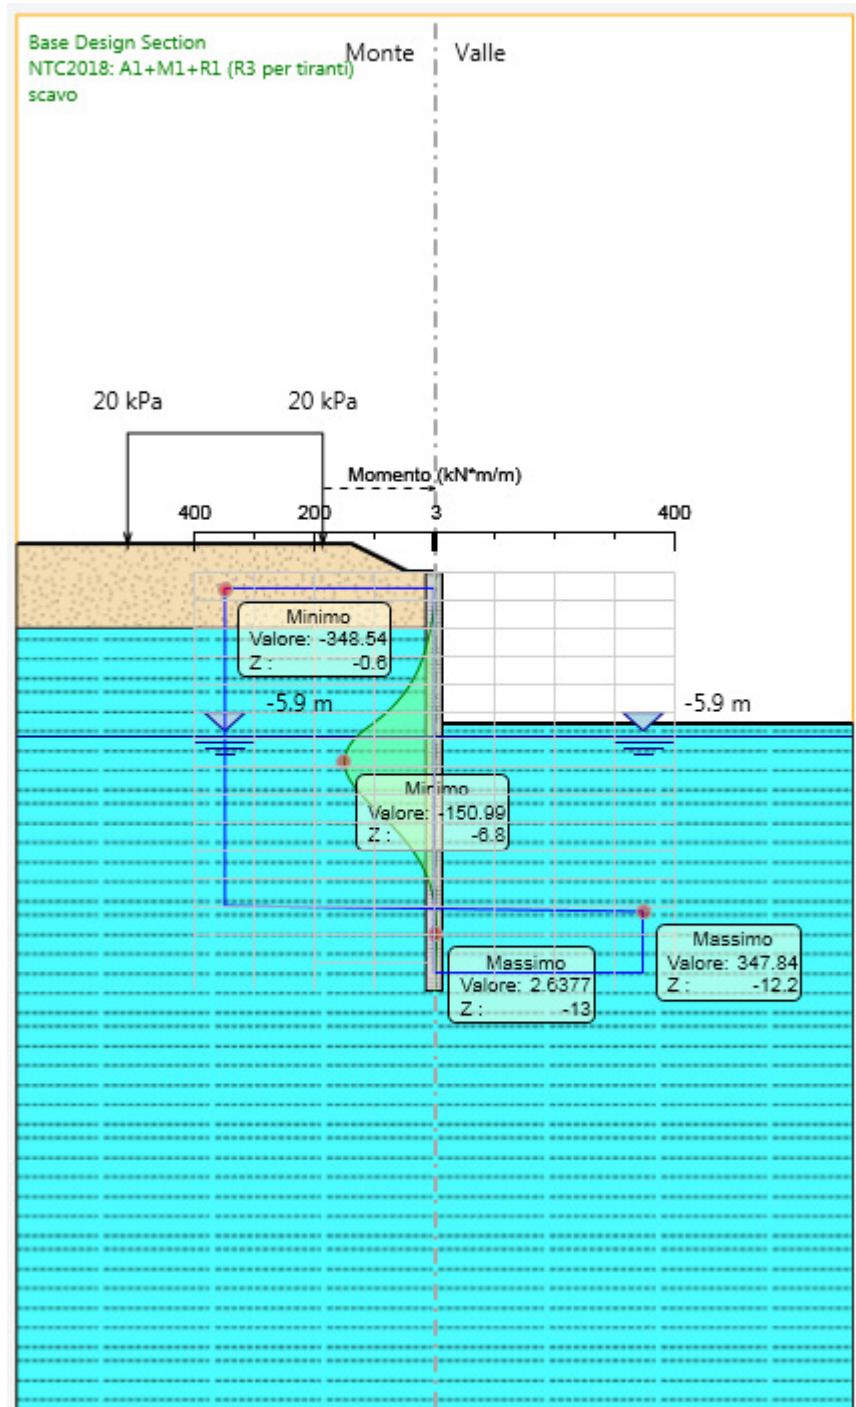 Base Design Section
NTC2018: A1+M1+R1 (R3 per tiranti)
scavo
Monte
Valle
20 kPa
20 kPa
Momento (kN*m/m)
400
200
3
400
Minimo
Valore: -348.54
Z : -0.6
-5.9 m
-5.9 m
Minimo
Valore: -150.99
Z : -6.8
Massimo
Valore: 347.84
Z : -12.2
Massimo
Valore: 2.6377
Z : -13